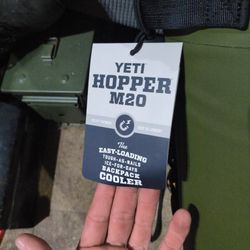 YETI
HOPPER
M20
The
EASY-LOADING
TOUGH-AS-NAILS
ICE-FOR-DAYS
BACKPACK
COOLER